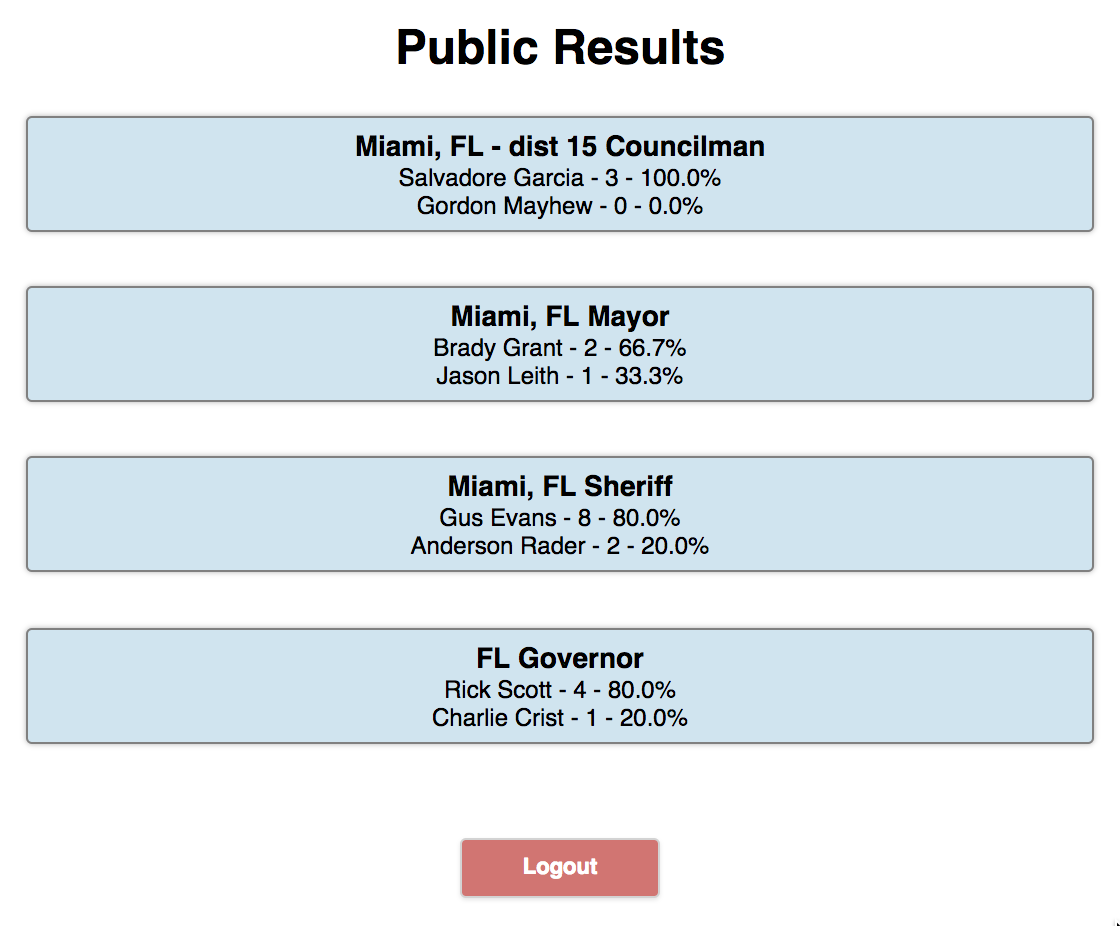 Public Results
Miami, FL - dist 15 Councilman
Salvadore Garcia - 3 - 100.0%
Gordon Mayhew - 0 - 0.0%
Miami, FL Mayor
Brady Grant - 2 - 66.7%
Jason Leith - 1 - 33.3%
Miami, FL Sheriff
Gus Evans - 8 - 80.0%
Anderson Rader - 2 - 20.0%
FL Governor
Rick Scott - 4 - 80.0%
Charlie Crist - 1 - 20.0%
Logout